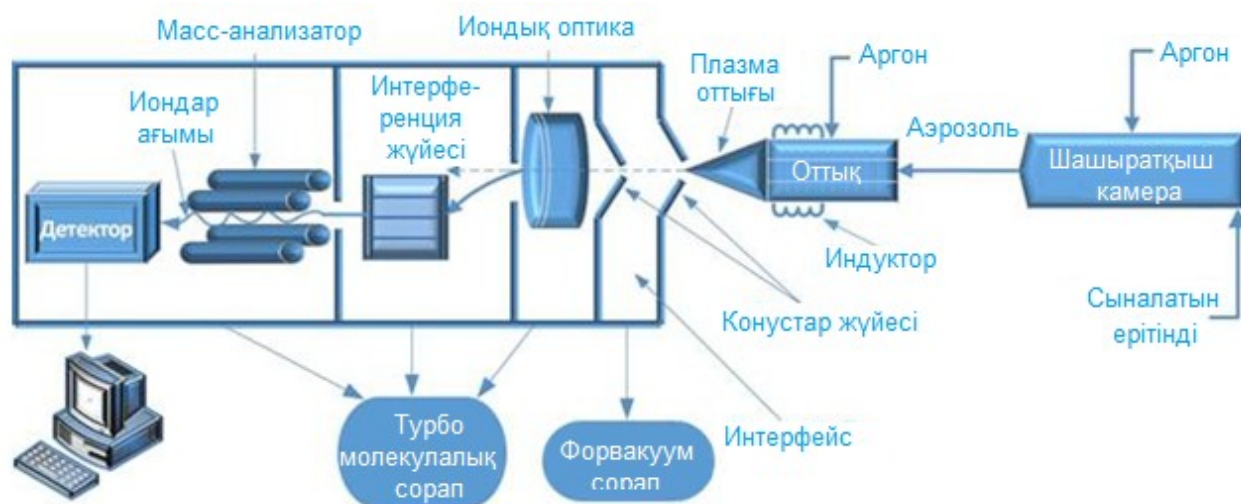 Масс-анализатор
Иондық оптика
Плазма
оттығы
Аргон
Аргон
Иондар
ағымы
Интерфе-
ренция
жүйесі
Аэрозоль
Оттық
Шашыратқыш
камера
Детектор
Индуктор
Конустар жүйесі
Сыналатын
ерітінді
Турбо
молекулалық
сорап
Форвакуум
сорап
Интерфейс